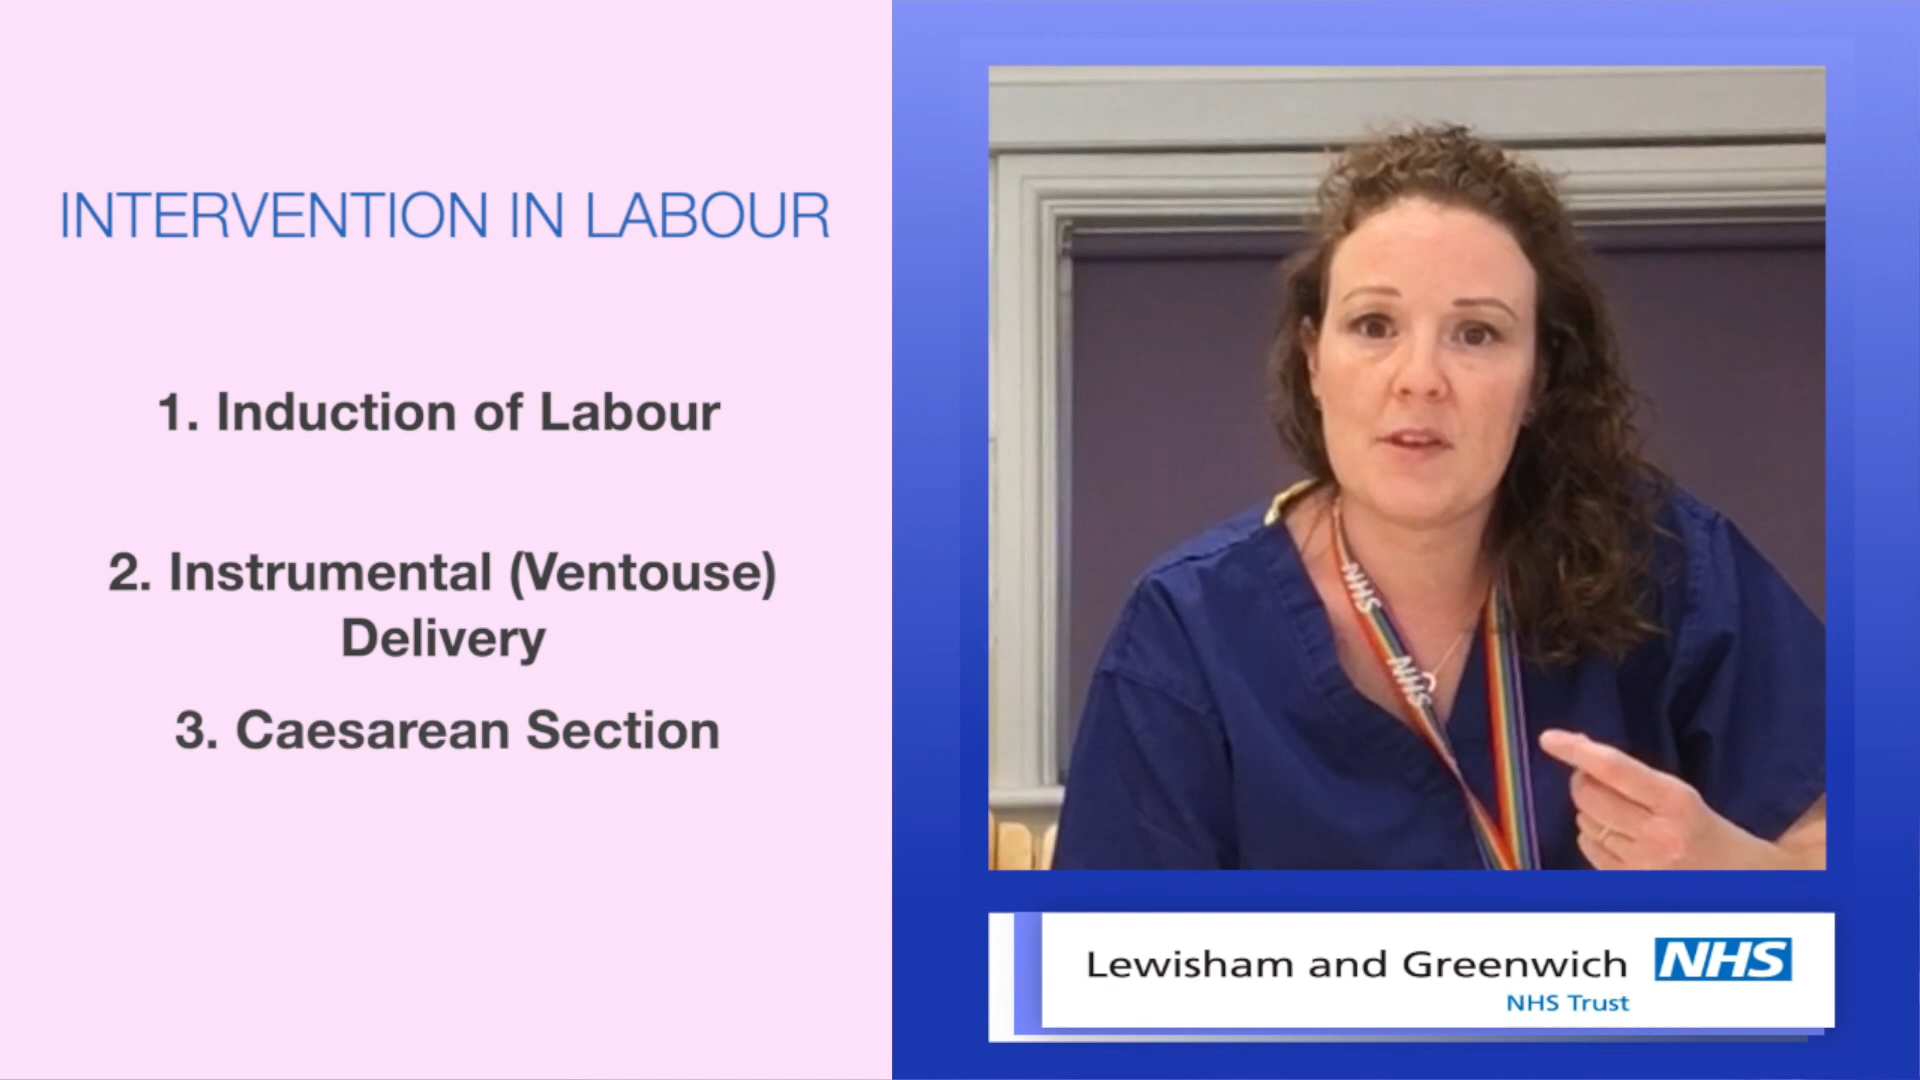 INTERVENTION IN LABOUR
1. Induction of Labour
2. Instrumental (Ventouse)
Delivery
3. Caesarean Section
NHS
NHS
Lewisham and Greenwich NHS
NHS Trust